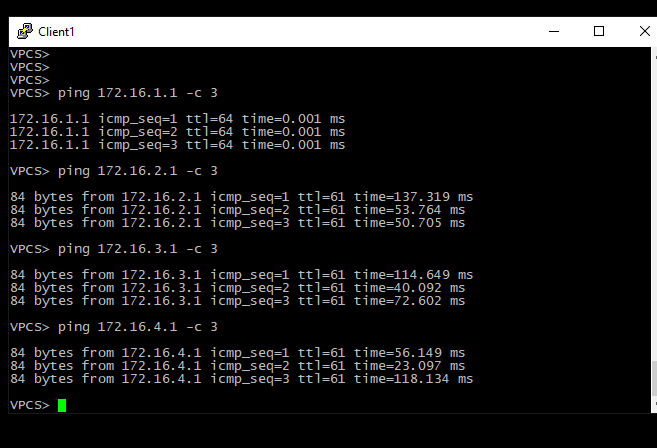 Client1
VPCS>
VPCS>
VPCS>
VPCS> ping 172.16.1.1 -c 3
172.16.1.1 icmp_seq=1 ttl=64 time=0.001 ms
172.16.1.1 icmp_seq=2 ttl=64 time=0.001 ms
172.16.1.1 icmp_seq=3 ttl=64 time=0.001 ms
VPCS> ping 172.16.2.1 -c 3
84 bytes from 172.16.2.1 icmp_seq=1 ttl=61 time=137.319 ms
84 bytes from 172.16.2.1 icmp_seq=2 ttl=61 time=53.764 ms
84 bytes from 172.16.2.1 icmp_seq=3 ttl=61 time=50.705 ms
VPCS> ping 172.16.3.1 -c 3
84 bytes from 172.16.3.1 icmp_seq=1 ttl=61 time=114.649 ms
84 bytes from 172.16.3.1 icmp_seq=2 ttl=61 time=40.092 ms
84 bytes from 172.16.3.1 icmp_seq=3 ttl=61 time=72.602 ms
VPCS> ping 172.16.4.1 -c 3
84 bytes from 172.16.4.1 icmp_seq=1 ttl=61 time=56.149 ms
84 bytes from 172.16.4.1 icmp_seq=2 ttl=61 time=23.097 ms
84 bytes from 172.16.4.1 icmp_seq=3 ttl=61 time=118.134 ms
VPCS>